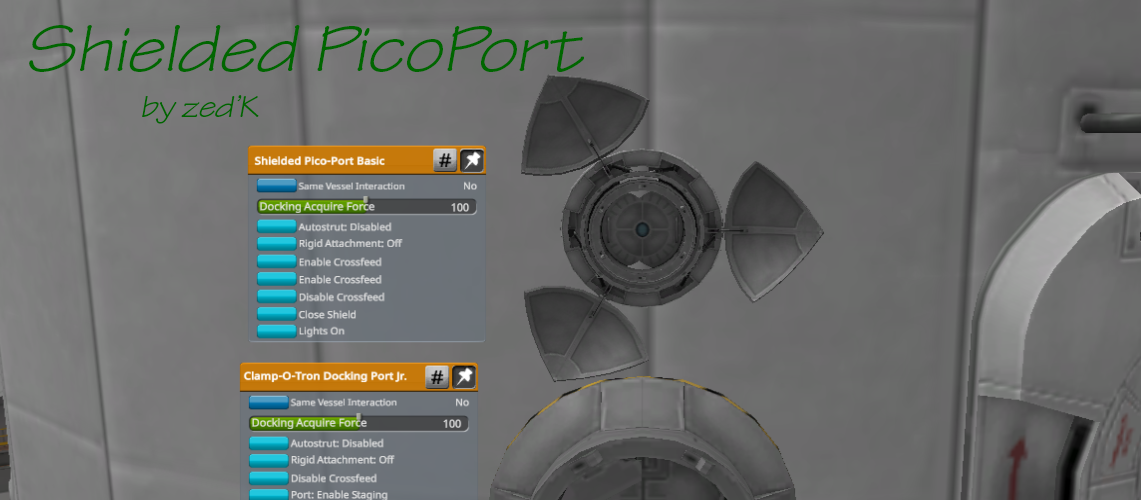 Shielded PicoPort
by zed'K
Shielded Pico-Port Basic #
Same Vessel Interaction No
Docking Acquire Force 100
Autostrut: Disabled
Rigid Attachment: Off
Enable Crossfeed
Enable Crossfeed
Disable Crossfeed
Close Shield
Lights On
Clamp-O-Tron Docking Port Jr. #
Same Vessel Interaction No
Docking Acquire Force 100
Autostrut: Disabled
Rigid Attachment: Off
Disable Crossfeed
Port: Enable Staging